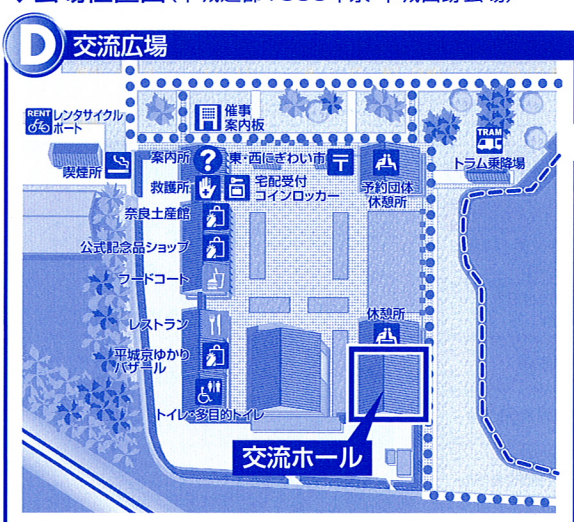 D 交流広場
RENT
レンタサイクル
ポート
喫煙所
催事
案内板
案内所
?
東・西にぎわい市
〒
救護所
宅配受付
コインロッカー
予約団体
休憩所
TRAM
トラム乗降場
奈良土産館
公式記念品ショップ
フードコート
レストラン
平城京ゆかり
バザール
トイレ・多目的トイレ
休憩所
交流ホール